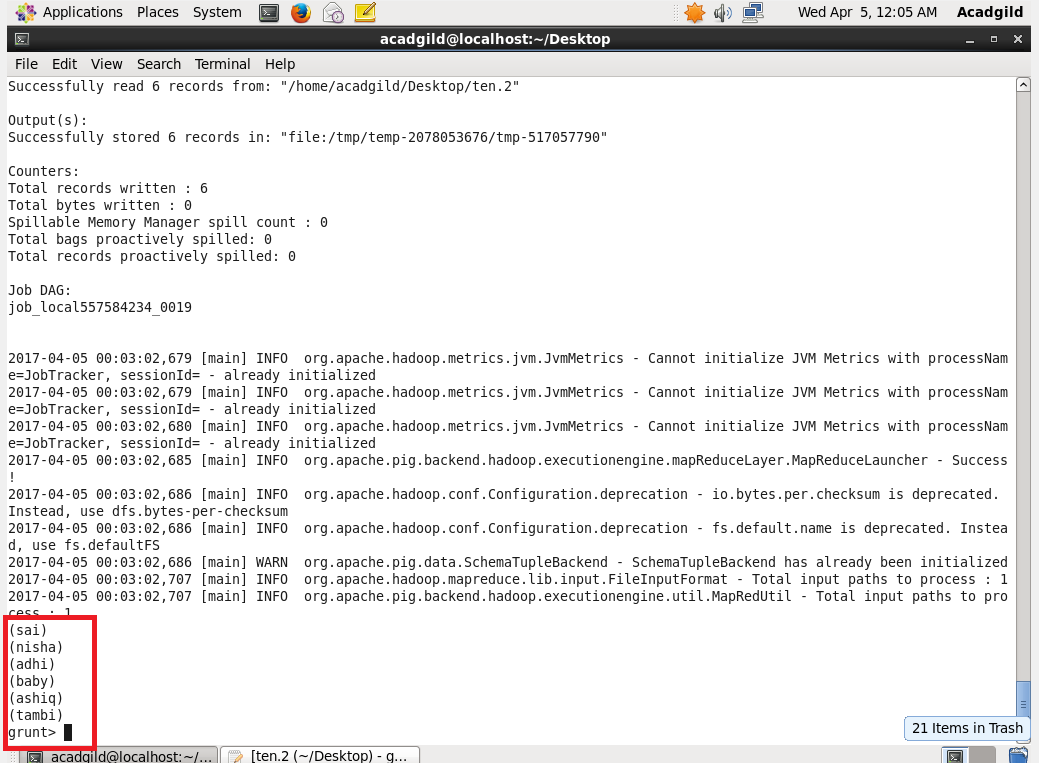 Applications Places System Wed Apr 5, 12:05 AM Acadgild
acadgild@localhost:~/Desktop
File Edit View Search Terminal Help
Successfully read 6 records from: "/home/acadgild/Desktop/ten.2"
Output(s):
Successfully stored 6 records in: "file:/tmp/temp-2078053676/tmp-517057790"
Counters:
Total records written : 6
Total bytes written : 0
Spillable Memory Manager spill count : 0
Total bags proactively spilled: 0
Total records proactively spilled: 0
Job DAG:
job_local557584234_0019
2017-04-05 00:03:02,679 [main] INFO  org.apache.hadoop.metrics.jvm.JvmMetrics - Cannot initialize JVM Metrics with processNam
e=JobTracker, sessionId= - already initialized
2017-04-05 00:03:02,679 [main] INFO  org.apache.hadoop.metrics.jvm.JvmMetrics - Cannot initialize JVM Metrics with processNam
e=JobTracker, sessionId= - already initialized
2017-04-05 00:03:02,680 [main] INFO  org.apache.hadoop.metrics.jvm.JvmMetrics - Cannot initialize JVM Metrics with processNam
e=JobTracker, sessionId= - already initialized
2017-04-05 00:03:02,685 [main] INFO  org.apache.pig.backend.hadoop.executionengine.mapReduceLayer.MapReduceLauncher - Success
!
2017-04-05 00:03:02,686 [main] INFO  org.apache.hadoop.conf.Configuration.deprecation - io.bytes.per.checksum is deprecated.
Instead, use dfs.bytes-per-checksum
2017-04-05 00:03:02,686 [main] INFO  org.apache.hadoop.conf.Configuration.deprecation - fs.default.name is deprecated. Instea
d, use fs.defaultFS
2017-04-05 00:03:02,686 [main] WARN  org.apache.pig.data.SchemaTupleBackend - SchemaTupleBackend has already been initialized
2017-04-05 00:03:02,707 [main] INFO  org.apache.hadoop.mapreduce.lib.input.FileInputFormat - Total input paths to process : 1
2017-04-05 00:03:02,707 [main] INFO  org.apache.pig.backend.hadoop.executionengine.util.MapRedUtil - Total input paths to pro
cess : 1
(sai)
(nisha)
(adhi)
(baby)
(ashiq)
(tambi)
grunt>
21 Items in Trash
acadgild@localhost:~/... [ten.2 (~/Desktop) - g...